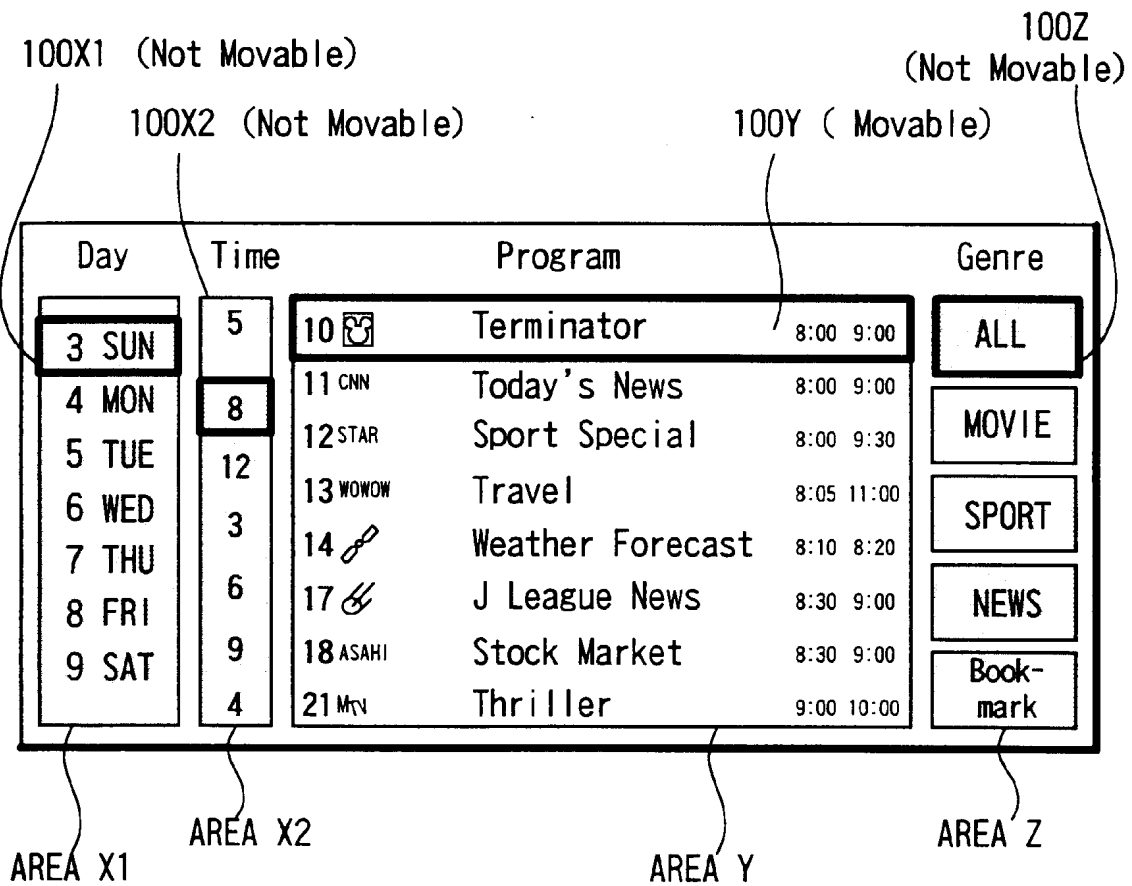 100X1 (Not Movable)
100X2 (Not Movable)
100Y ( Movable)
100Z
(Not Movable)
Day Time Program Genre
3 SUN
4 MON
5 TUE
6 WED
7 THU
8 FRI
9 SAT
5
8
12
3
6
9
4
10 Terminator 8:00 9:00
11 CNN Today's News 8:00 9:00
12 STAR Sport Special 8:00 9:30
13 WOWOW Travel 8:05 11:00
14 Weather Forecast 8:10 8:20
17 J League News 8:30 9:00
18 ASAHI Stock Market 8:30 9:00
21 MTV Thriller 9:00 10:00
ALL
MOVIE
SPORT
NEWS
Book-
mark
AREA X1
AREA X2
AREA Y
AREA Z